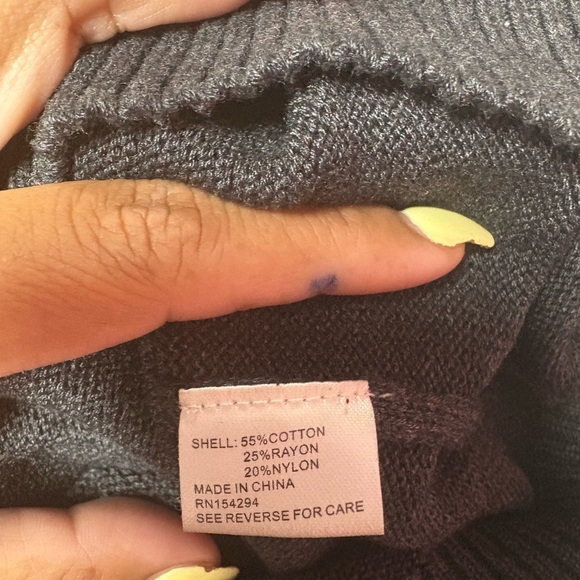 SHELL: 55%COTTON
25%RAYON
20%NYLON
MADE IN CHINA
RN154294
SEE REVERSE FOR CARE